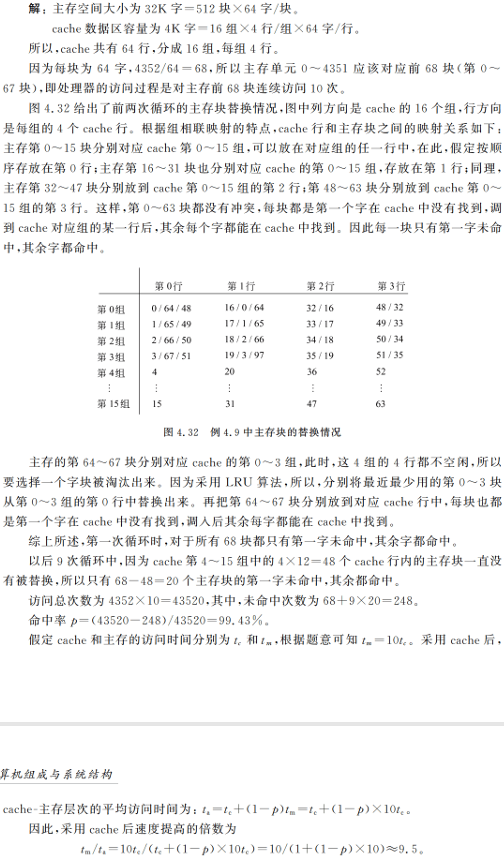 解：主存空间大小为 32K 字=512 块×64 字/块。
cache 数据区容量为 4K 字=16 组×4 行/组×64 字/行。
所以,cache 共有 64 行,分成 16 组,每组 4 行。
因为每块为 64 字,4352/64=68,所以主存单元 0～4351 应该对应前 68 块(第 0～
67 块),即处理器的访问过程是对主存前 68 块连续访问 10 次。
图 4.32 给出了前两次循环的主存块替换情况,图中列方向是 cache 的 16 个组,行方向
是每组的 4 个 cache 行。根据组相联映射的特点,cache 行和主存块之间的映射关系如下：
主存第 0～15 块分别对应 cache 第 0～15 组,可以放在对应组的任一行中,在此,假定按顺
序存放在第 0 行;主存第 16～31 块也分别对应 cache 的第 0～15 组,存放在第 1 行;同理,
主存第 32～47 块分别放到 cache 第 0～15 组的第 2 行;第 48～63 块分别放到 cache 第 0～
15 组的第 3 行。这样,第 0～63 块都没有冲突,每块都是第一个字在 cache 中没有找到,调
到 cache 对应组的某一行后,其余每个字都能在 cache 中找到。因此每一块只有第一字未命
中,其余字都命中。
第 0行 第 1行 第 2行 第 3行
第 0组 0/64/48 16/0/64 32/16 48/32
第 1组 1/65/49 17/1/65 33/17 49/33
第 2组 2/66/50 18/2/66 34/18 50/34
第 3组 3/67/51 19/3/97 35/19 51/35
第 4组 4 20 36 52
⋮ ⋮ ⋮ ⋮ ⋮
第 15组 15 31 47 63
图 4.32 例 4.9 中主存块的替换情况
主存的第 64～67 块分别对应 cache 的第 0～3 组,此时,这 4 组的 4 行都不空闲,所以
要选择一个字块被淘汰出来。因为采用 LRU 算法,所以,分别将最近最少用的第 0～3 块
从第 0～3 组的第 0 行中替换出来。再把第 64～67 块分别放到对应 cache 行中,每块也都
是第一个字在 cache 中没有找到,调入后其余每字都能在 cache 中找到。
综上所述,第一次循环时,对于所有 68 块都只有第一字未命中,其余字都命中。
以后 9 次循环中,因为 cache 第 4～15 组中的 4×12=48 个 cache 行内的主存块一直没
有被替换,所以只有 68-48=20 个主存块的第一字未命中,其余都命中。
访问总次数为 4352×10=43520,其中,未命中次数为 68+9×20=248。
命中率 p=(43520-248)/43520=99.43%。
假定 cache 和主存的访问时间分别为 tc 和 tm,根据题意可知 tm=10tc。采用 cache 后,
算机组成与系统结构
cache-主存层次的平均访问时间为：ta=tc+(1-p)tm=tc+(1-p)×10tc。
因此,采用 cache 后速度提高的倍数为
tm/ta=10tc/(tc+(1-p)×10tc)=10/(1+(1-p)×10)≈9.5。